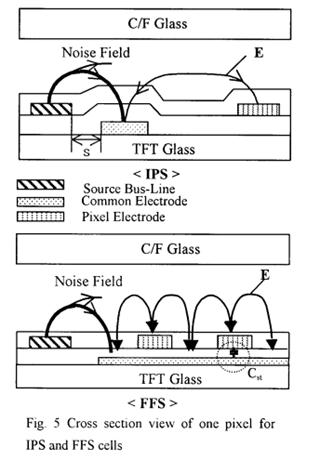 C/F Glass
Noise Field
E
S
TFT Glass
< IPS >
Source Bus-Line
Common Electrode
Pixel Electrode
C/F Glass
Noise Field
E
TFT Glass
Cst
< FFS >
Fig. 5 Cross section view of one pixel for
IPS and FFS cells